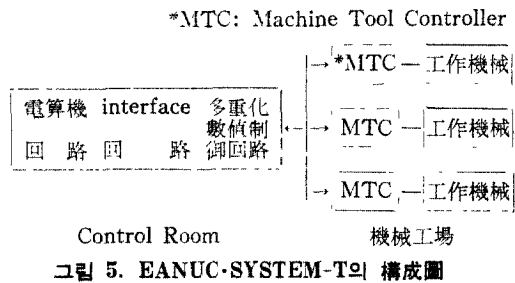 *MTC: Machine Tool Controller
*MTC 工作機械
電算機 interface 多重化
數値制
回 路 回 路 御回路
MTC 工作機械
MTC 工作機械
Control Room 機械工場
그림 5. EANUC·SYSTEM-T의 構成圖